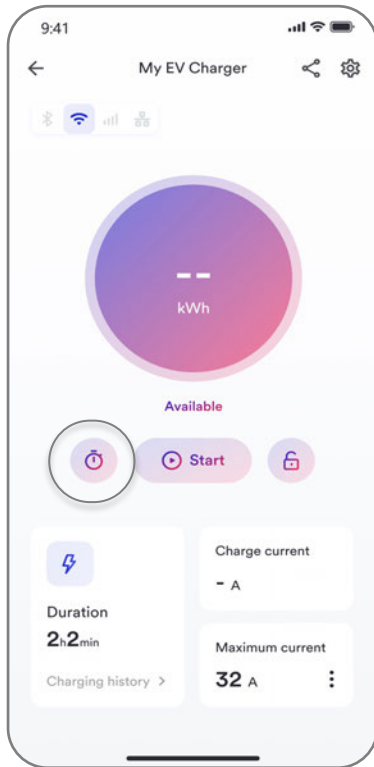 9:41
My EV Charger
--
kWh
Available
Start
Duration
2h2min
Charging history >
Charge current
- A
Maximum current
32 A